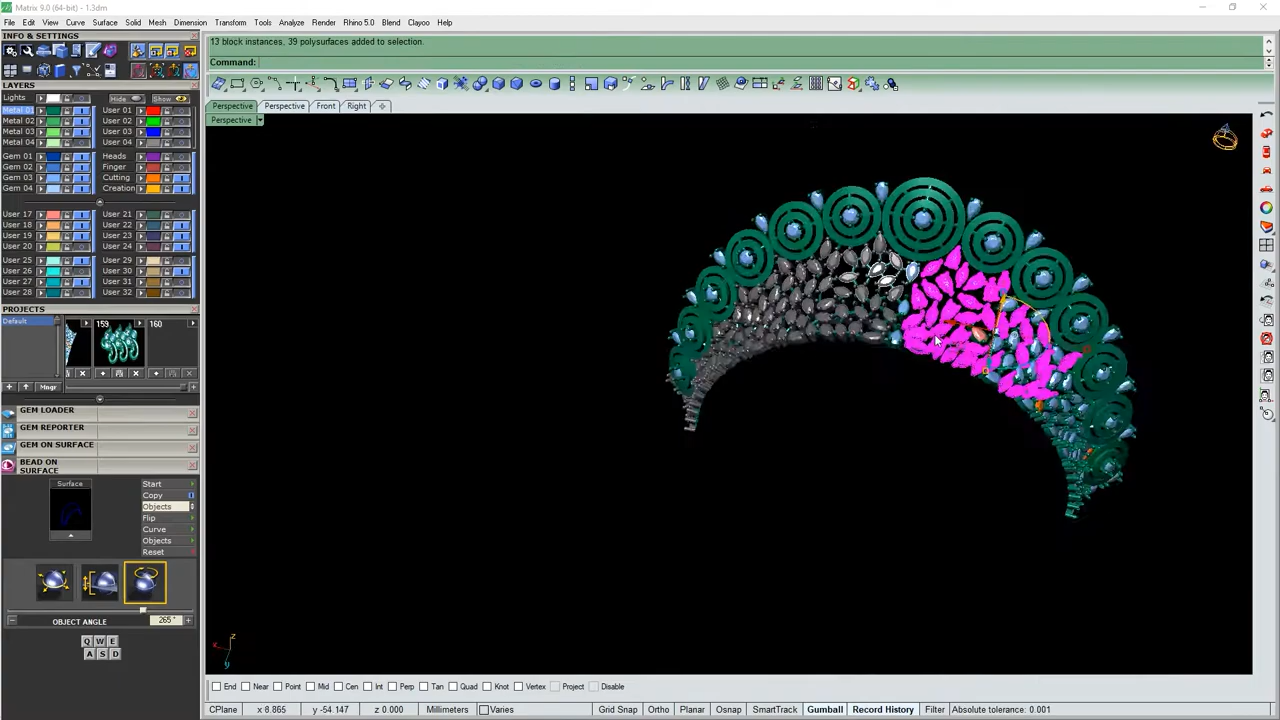 Matrix 9.0 (64-bit) - 1.3dm
File Edit View Curve Surface Solid Mesh Dimension Transform Tools Analyze Render Rhino 5.0 Blend Clayoo Help
INFO & SETTINGS
13 block instances, 39 polysurfaces added to selection.
Command:
LAYERS
Lights Hide Show
Metal 01 User 01
Metal 02 User 02
Metal 03 User 03
Metal 04 User 04
Gem 01 Heads
Gem 02 Finger
Gem 03 Cutting
Gem 04 Creation
User 17 User 21
User 18 User 22
User 19 User 23
User 20 User 24
User 25 User 29
User 26 User 30
User 27 User 31
User 28 User 32
Perspective Perspective Front Right
Perspective
PROJECTS
Default 159 160
Mngr
GEM LOADER
GEM REPORTER
GEM ON SURFACE
BEAD ON
SURFACE
Surface
Start
Copy
Objects
Flip
Curve
Objects
Reset
OBJECT ANGLE 265°
Q W E
A S D
z
x
y
End Near Point Mid Cen Int Perp Tan Quad Knot Vertex Project Disable
CPlane x 8.865 y -54.147 z 0.000 Millimeters Varies Grid Snap Ortho Planar Osnap SmartTrack Gumball Record History Filter Absolute tolerance: 0.001